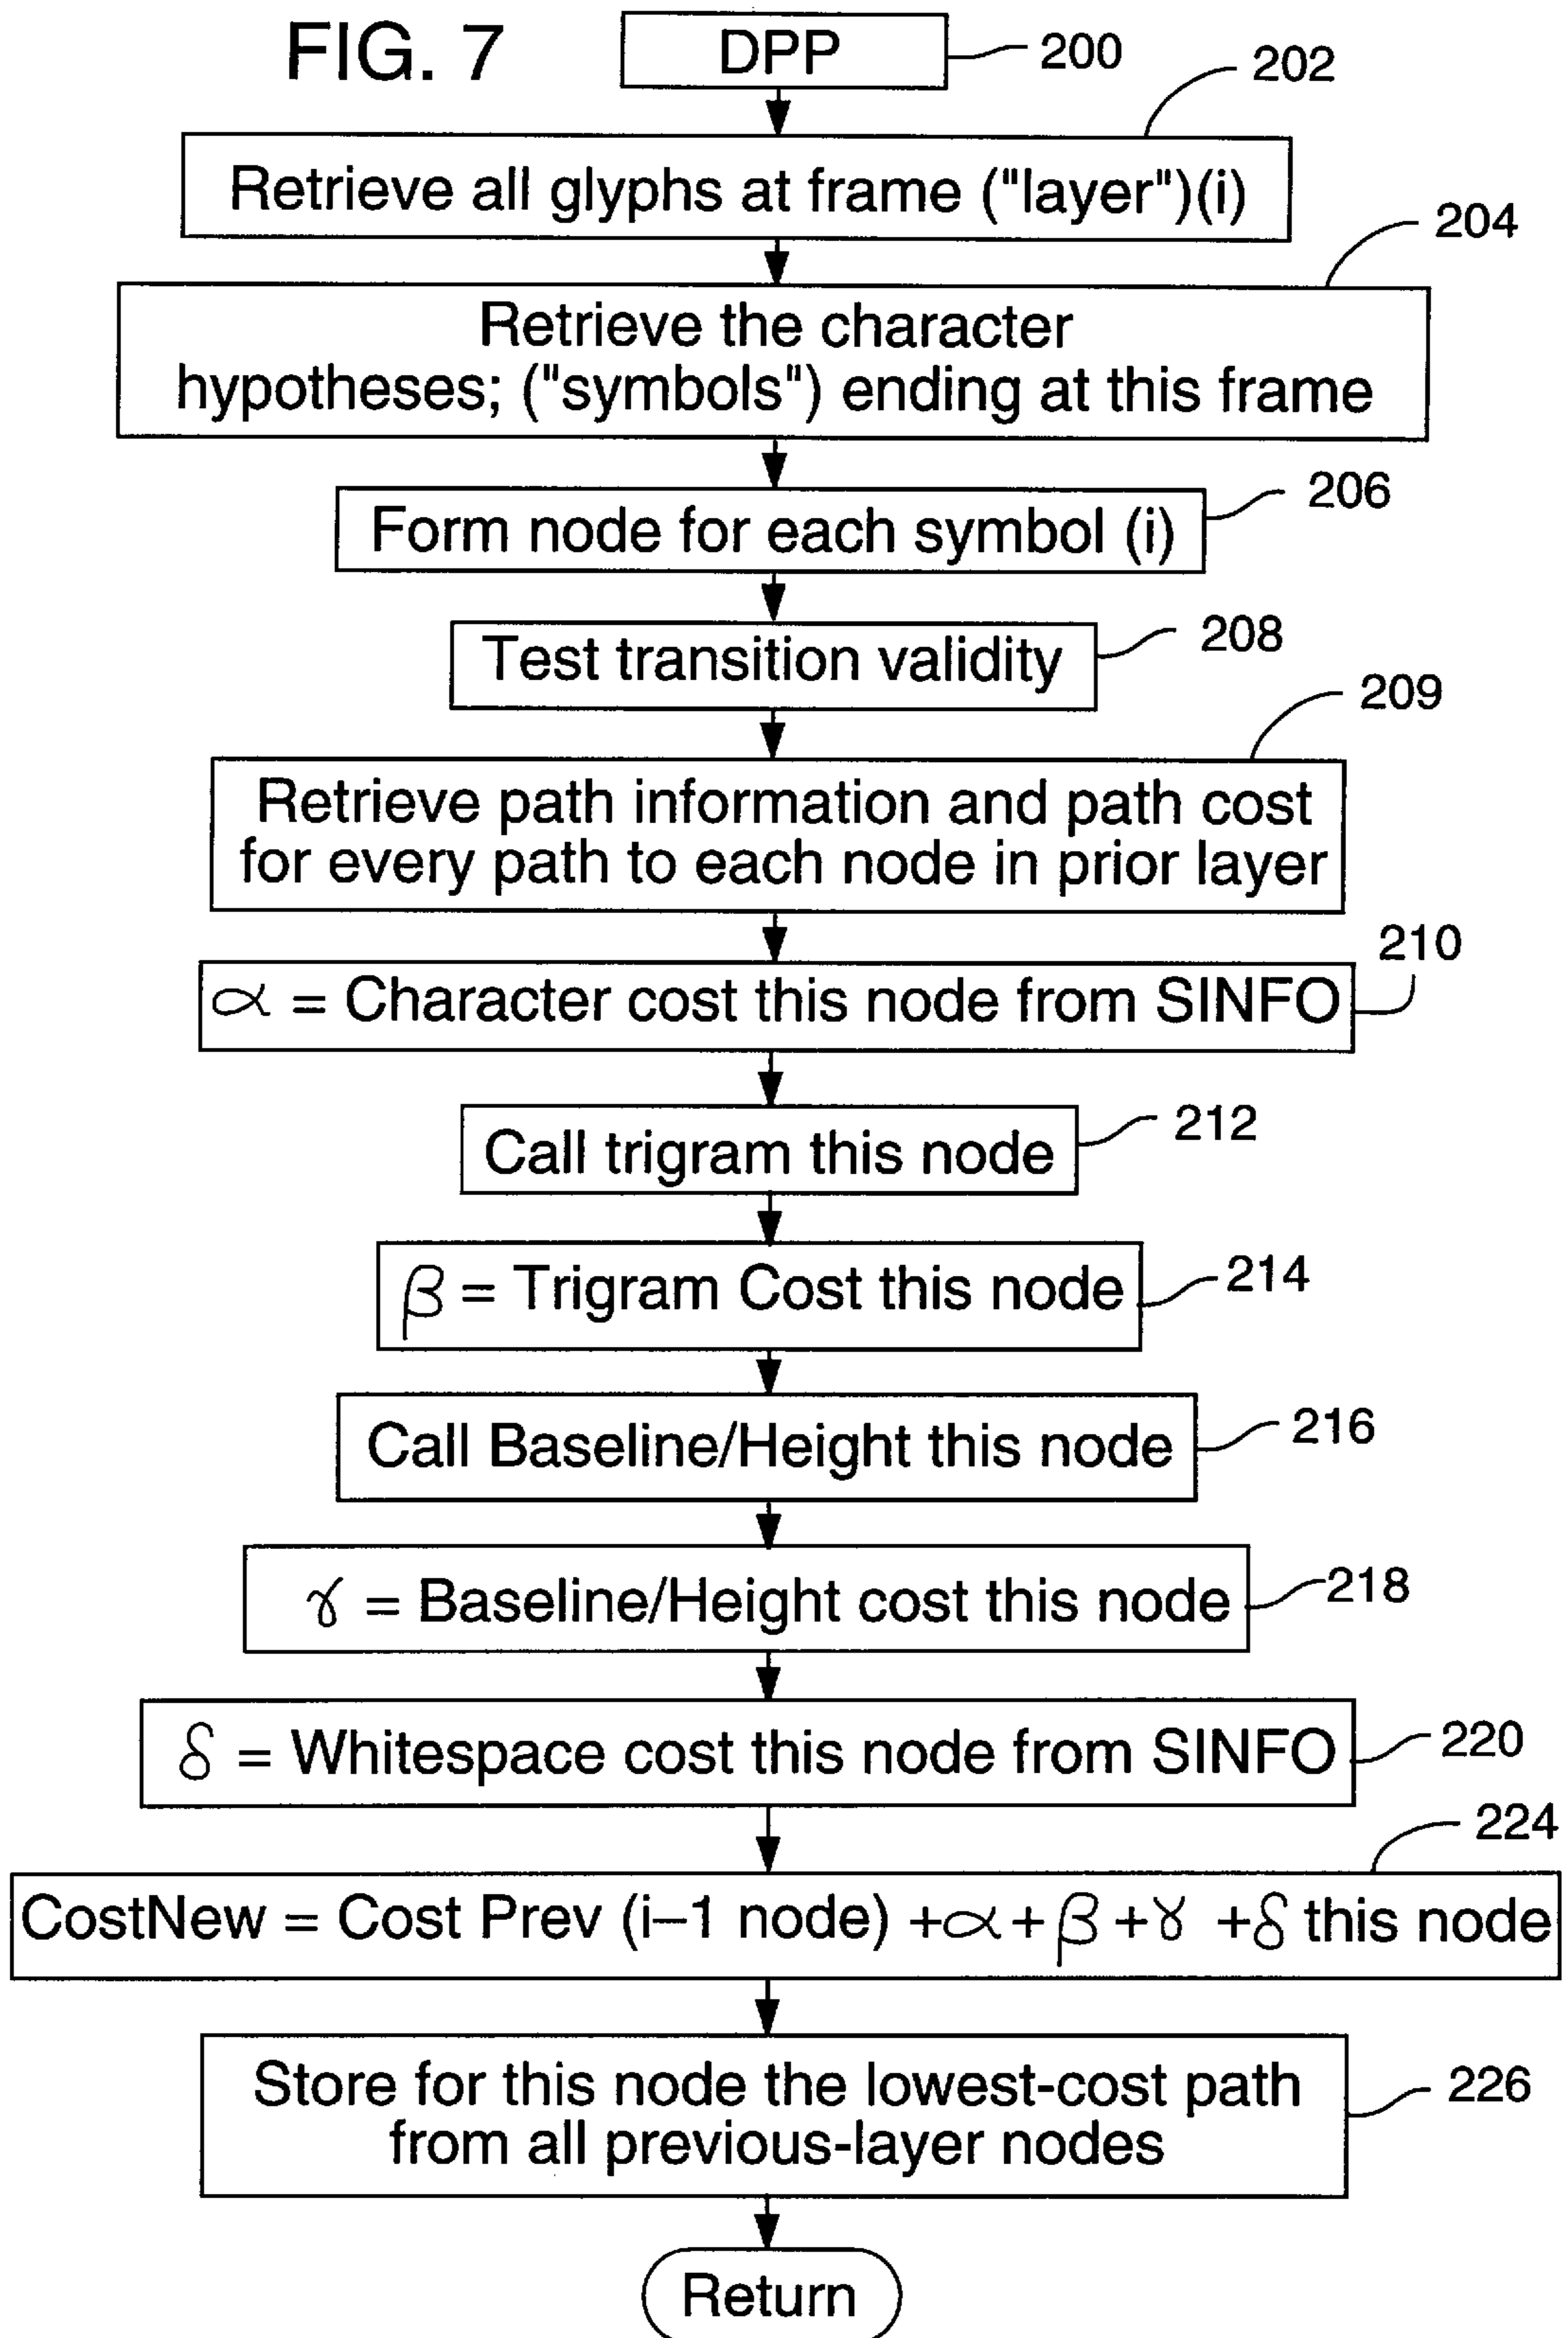 FIG. 7
DPP
200
202
Retrieve all glyphs at frame ("layer")(i)
204
Retrieve the character
hypotheses; ("symbols") ending at this frame
206
Form node for each symbol (i)
208
Test transition validity
209
Retrieve path information and path cost
for every path to each node in prior layer
210
α = Character cost this node from SINFO
212
Call trigram this node
214
β = Trigram Cost this node
216
Call Baseline/Height this node
218
γ = Baseline/Height cost this node
220
δ = Whitespace cost this node from SINFO
224
CostNew = Cost Prev (i–1 node) +α+β+γ +δ this node
226
Store for this node the lowest-cost path
from all previous-layer nodes
Return